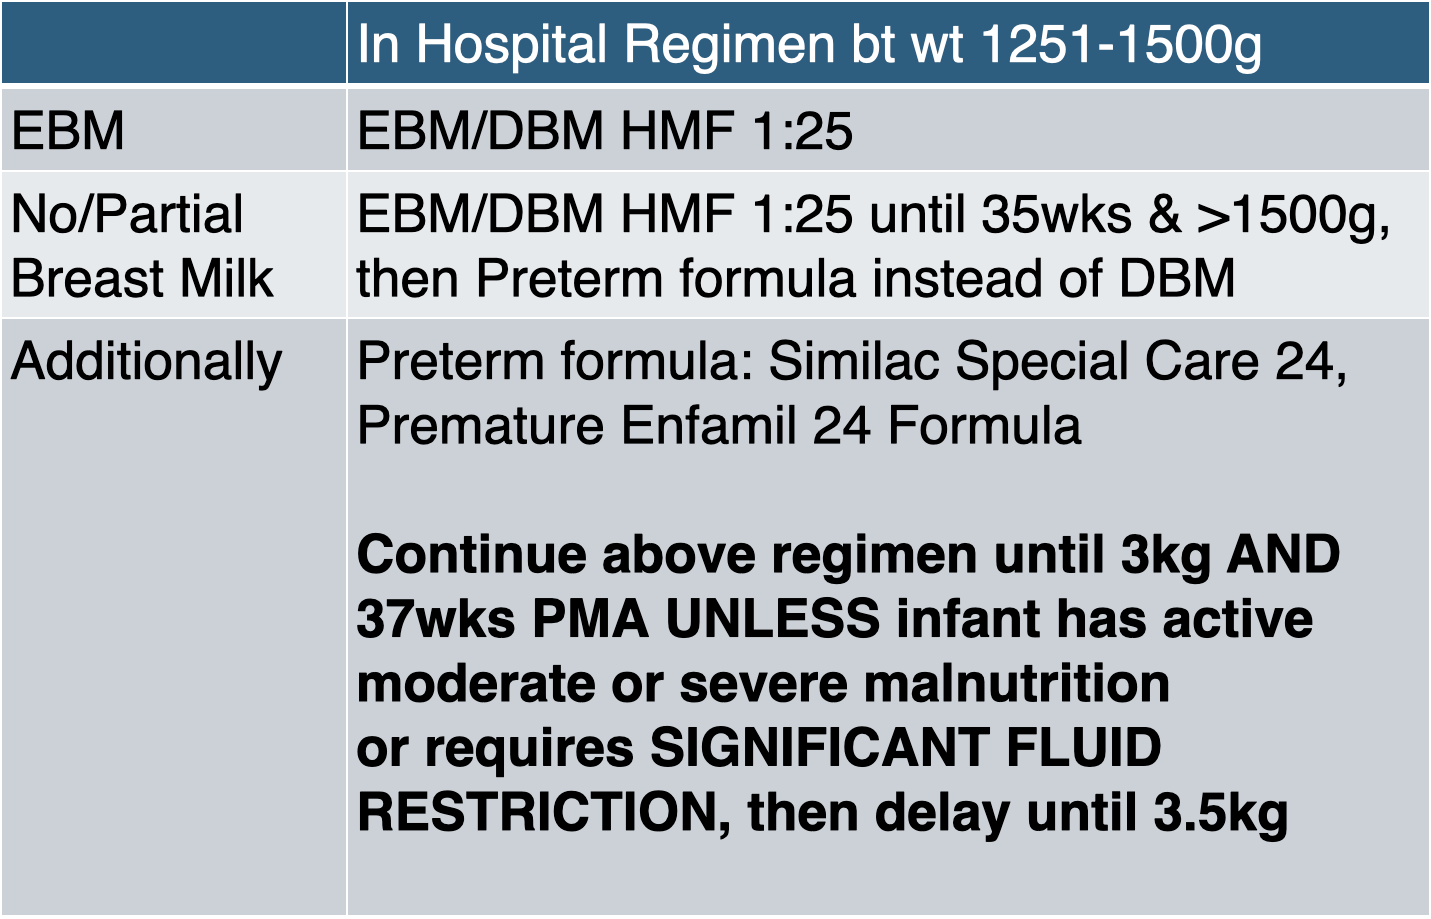 In Hospital Regimen bt wt 1251-1500g
EBM
EBM/DBM HMF 1:25
No/Partial
Breast Milk
EBM/DBM HMF 1:25 until 35wks & >1500g,
then Preterm formula instead of DBM
Additionally
Preterm formula: Similac Special Care 24,
Premature Enfamil 24 Formula
Continue above regimen until 3kg AND
37wks PMA UNLESS infant has active
moderate or severe malnutrition
or requires SIGNIFICANT FLUID
RESTRICTION, then delay until 3.5kg